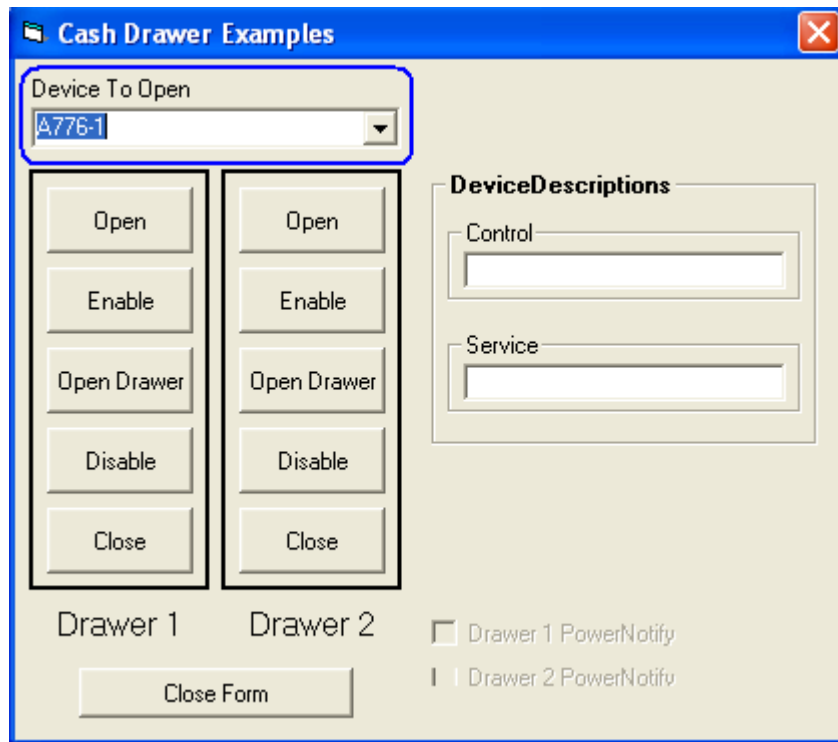 Cash Drawer Examples
Device To Open
A776-1
Open
Enable
Open Drawer
Disable
Close
Drawer 1
Open
Enable
Open Drawer
Disable
Close
Drawer 2
Close Form
DeviceDescriptions
Control
Service
Drawer 1 PowerNotify
Drawer 2 PowerNotify